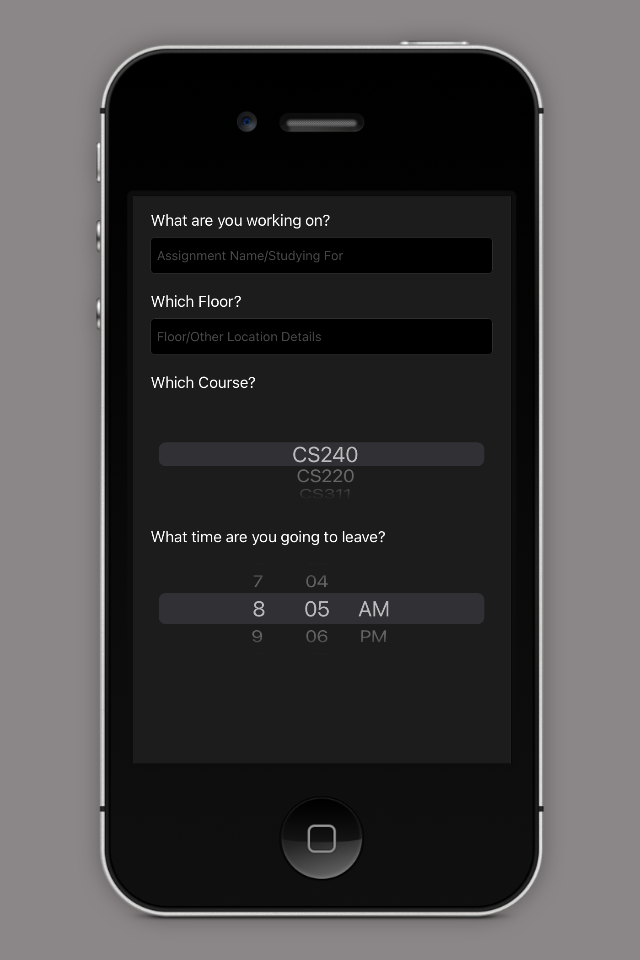 What are you working on?
Assignment Name/Studying For
Which Floor?
Floor/Other Location Details
Which Course?
CS240
CS220
CS311
What time are you going to leave?
7 04
8 05 AM
9 06 PM